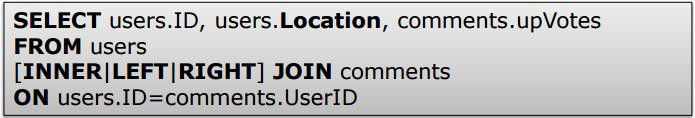 SELECT users.ID, users.Location, comments.upVotes
FROM users
[INNER|LEFT|RIGHT] JOIN comments
ON users.ID=comments.UserID